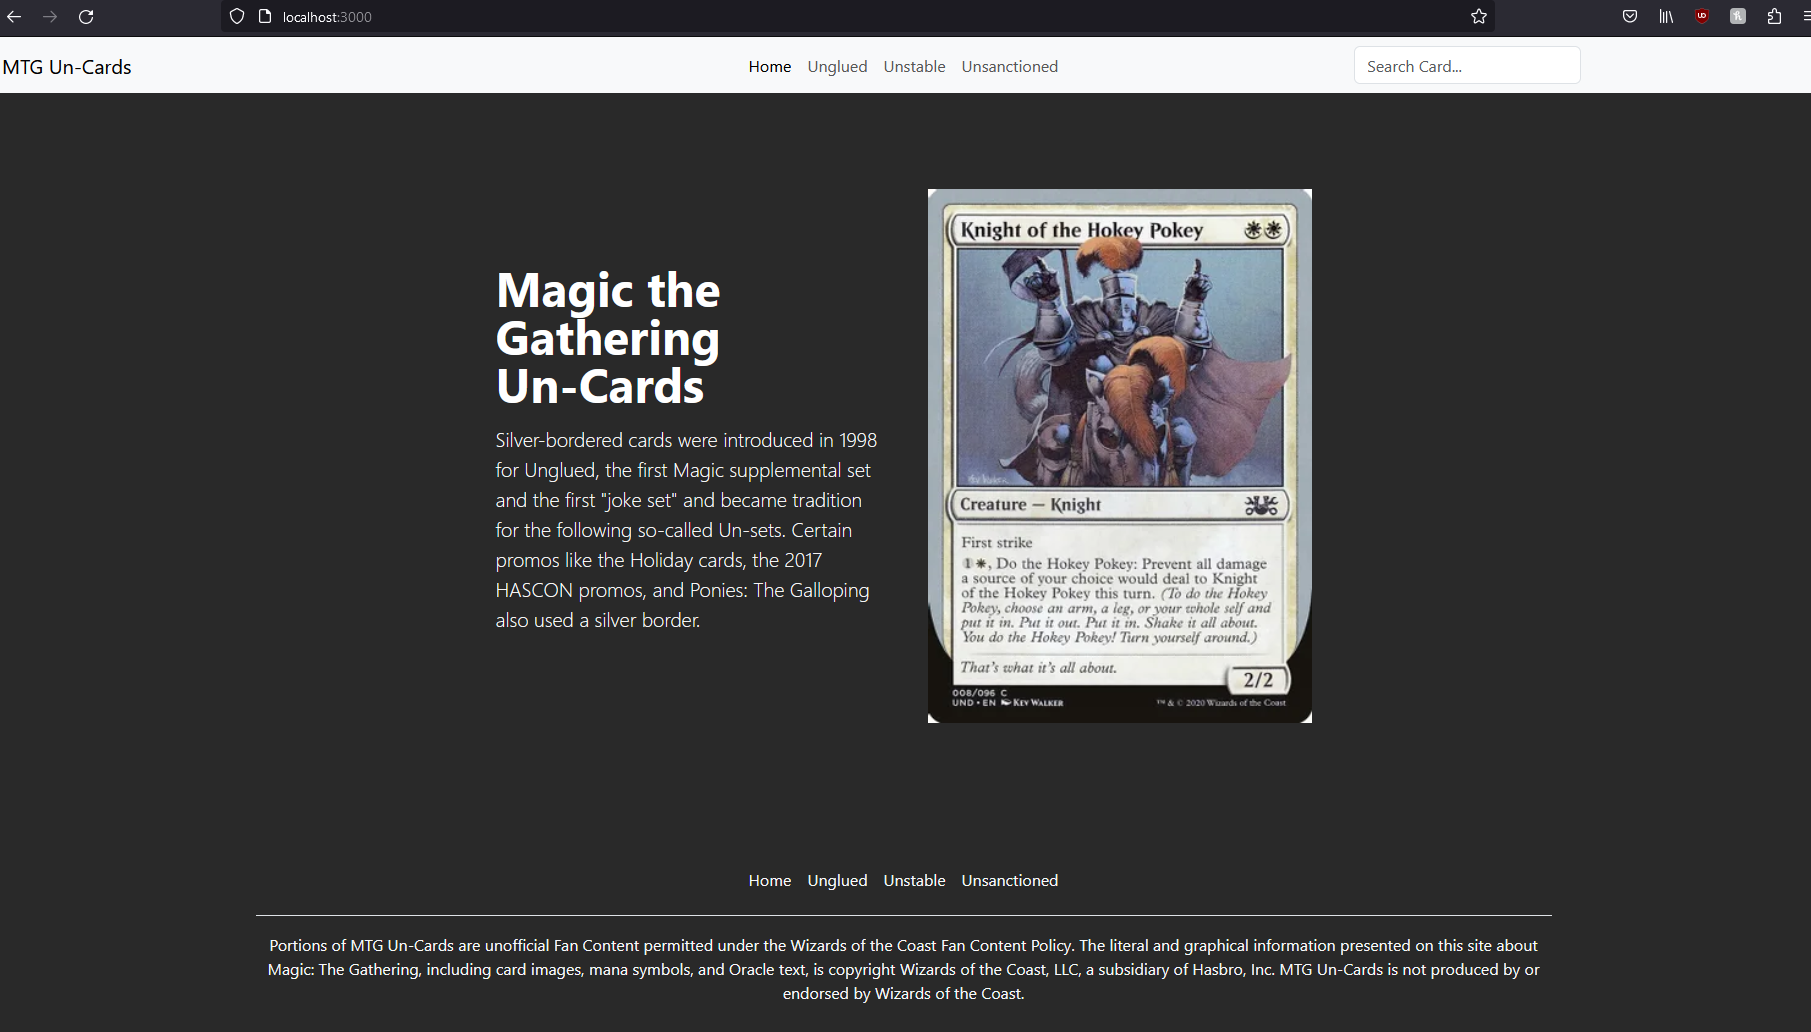 localhost:3000
MTG Un-Cards
Home Unglued Unstable Unsanctioned
Search Card...
Magic the
Gathering
Un-Cards
Silver-bordered cards were introduced in 1998
for Unglued, the first Magic supplemental set
and the first "joke set" and became tradition
for the following so-called Un-sets. Certain
promos like the Holiday cards, the 2017
HASCON promos, and Ponies: The Galloping
also used a silver border.
Knight of the Hokey Pokey
Creature — Knight
First strike
1, Do the Hokey Pokey: Prevent all damage
a source of your choice would deal to Knight
of the Hokey Pokey this turn. (To do the Hokey
Pokey, choose an arm, a leg, or your whole self and
put it in. Put it out. Put it in. Shake it all about.
You do the Hokey Pokey! Turn yourself around.)
That's what it's all about.
2/2
008/096 C
UND • EN Kev Walker
™ & © 2020 Wizards of the Coast
Home Unglued Unstable Unsanctioned
Portions of MTG Un-Cards are unofficial Fan Content permitted under the Wizards of the Coast Fan Content Policy. The literal and graphical information presented on this site about
Magic: The Gathering, including card images, mana symbols, and Oracle text, is copyright Wizards of the Coast, LLC, a subsidiary of Hasbro, Inc. MTG Un-Cards is not produced by or
endorsed by Wizards of the Coast.